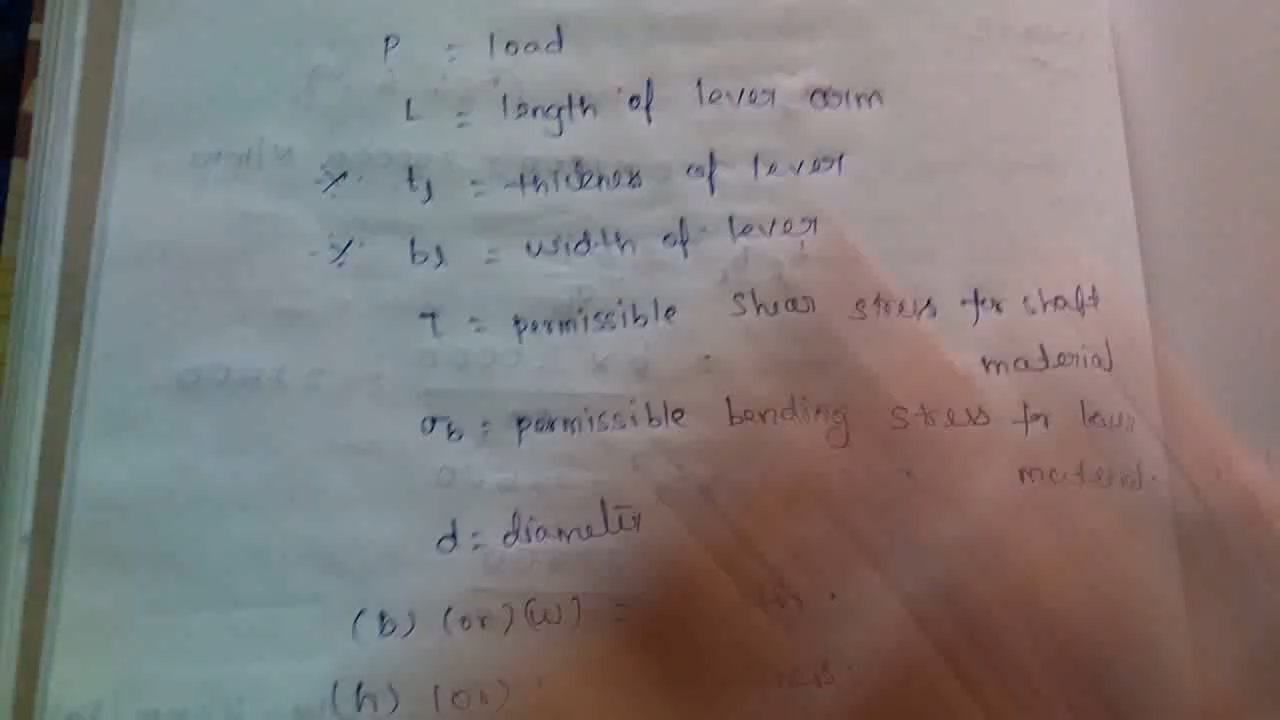 P = load
L = length of lever arm
t1 = thickness of lever
b1 = width of lever
τ = permissible shear stress for shaft
material
σb = permissible bending stress for lever
material.
d = diameter
(b) (or) (w) =
(h) (or)